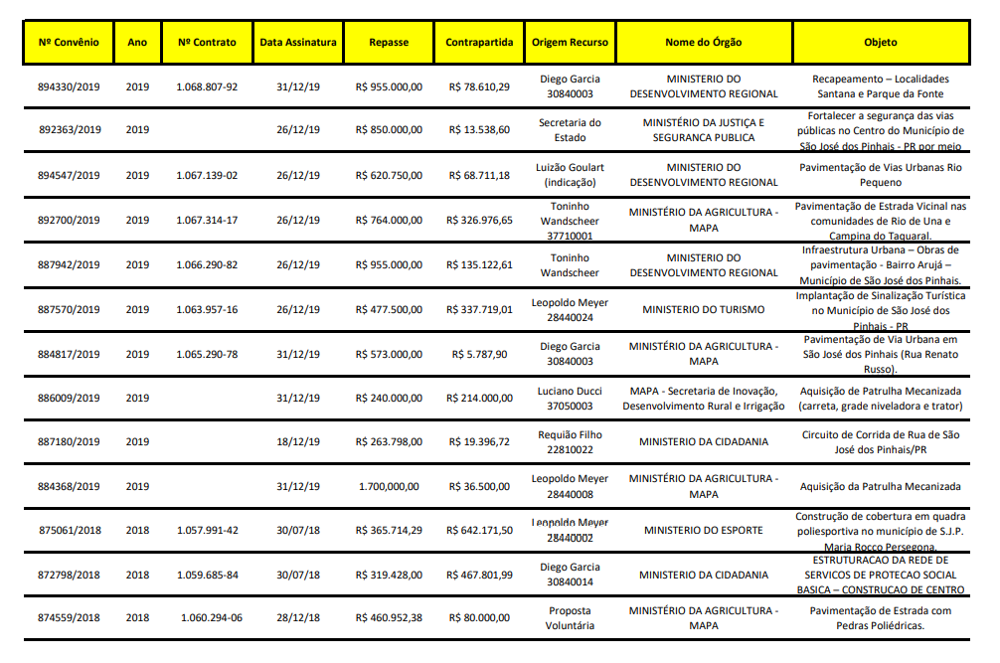 Nº Convênio Ano Nº Contrato Data Assinatura Repasse Contrapartida Origem Recurso Nome do Órgão Objeto
894330/2019 2019 1.068.807-92 31/12/19 R$ 955.000,00 R$ 78.610,29 Diego Garcia 30840003 MINISTERIO DO DESENVOLVIMENTO REGIONAL Recapeamento – Localidades Santana e Parque da Fonte
892363/2019 2019 26/12/19 R$ 850.000,00 R$ 13.538,60 Secretaria do Estado MINISTÉRIO DA JUSTIÇA E SEGURANCA PUBLICA Fortalecer a segurança das vias públicas no Centro do Município de São José dos Pinhais - PR por meio
894547/2019 2019 1.067.139-02 26/12/19 R$ 620.750,00 R$ 68.711,18 Luizão Goulart (indicação) MINISTERIO DO DESENVOLVIMENTO REGIONAL Pavimentação de Vias Urbanas Rio Pequeno
892700/2019 2019 1.067.314-17 26/12/19 R$ 764.000,00 R$ 326.976,65 Toninho Wandscheer 37710001 MINISTÉRIO DA AGRICULTURA - MAPA Pavimentação de Estrada Vicinal nas comunidades de Rio de Una e Campina do Taquaral.
887942/2019 2019 1.066.290-82 26/12/19 R$ 955.000,00 R$ 135.122,61 Toninho Wandscheer MINISTERIO DO DESENVOLVIMENTO REGIONAL Infraestrutura Urbana – Obras de pavimentação - Bairro Arujá – Município de São José dos Pinhais.
887570/2019 2019 1.063.957-16 26/12/19 R$ 477.500,00 R$ 337.719,01 Leopoldo Meyer 28440024 MINISTERIO DO TURISMO Implantação de Sinalização Turística no Município de São José dos Pinhais - PR
884817/2019 2019 1.065.290-78 31/12/19 R$ 573.000,00 R$ 5.787,90 Diego Garcia 30840003 MINISTÉRIO DA AGRICULTURA - MAPA Pavimentação de Via Urbana em São José dos Pinhais (Rua Renato Russo).
886009/2019 2019 31/12/19 R$ 240.000,00 R$ 214.000,00 Luciano Ducci 37050003 MAPA - Secretaria de Inovação, Desenvolvimento Rural e Irrigação Aquisição de Patrulha Mecanizada (carreta, grade niveladora e trator)
887180/2019 2019 18/12/19 R$ 263.798,00 R$ 19.396,72 Requião Filho 22810022 MINISTERIO DA CIDADANIA Circuito de Corrida de Rua de São José dos Pinhais/PR
884368/2019 2019 31/12/19 1.700,000,00 R$ 36.500,00 Leopoldo Meyer 28440008 MINISTÉRIO DA AGRICULTURA - MAPA Aquisição da Patrulha Mecanizada
875061/2018 2018 1.057.991-42 30/07/18 R$ 365.714,29 R$ 642.171,50 Leopoldo Meyer 28440002 MINISTERIO DO ESPORTE Construção de cobertura em quadra poliesportiva no município de S.J.P. Maria Rocco Persegona.
872798/2018 2018 1.059.685-84 30/07/18 R$ 319.428,00 R$ 467.801,99 Diego Garcia 30840014 MINISTERIO DA CIDADANIA ESTRUTURACAO DA REDE DE SERVICOS DE PROTECAO SOCIAL BASICA – CONSTRUCAO DE CENTRO
874559/2018 2018 1.060.294-06 28/12/18 R$ 460.952,38 R$ 80.000,00 Proposta Voluntária MINISTÉRIO DA AGRICULTURA - MAPA Pavimentação de Estrada com Pedras Poliédricas.